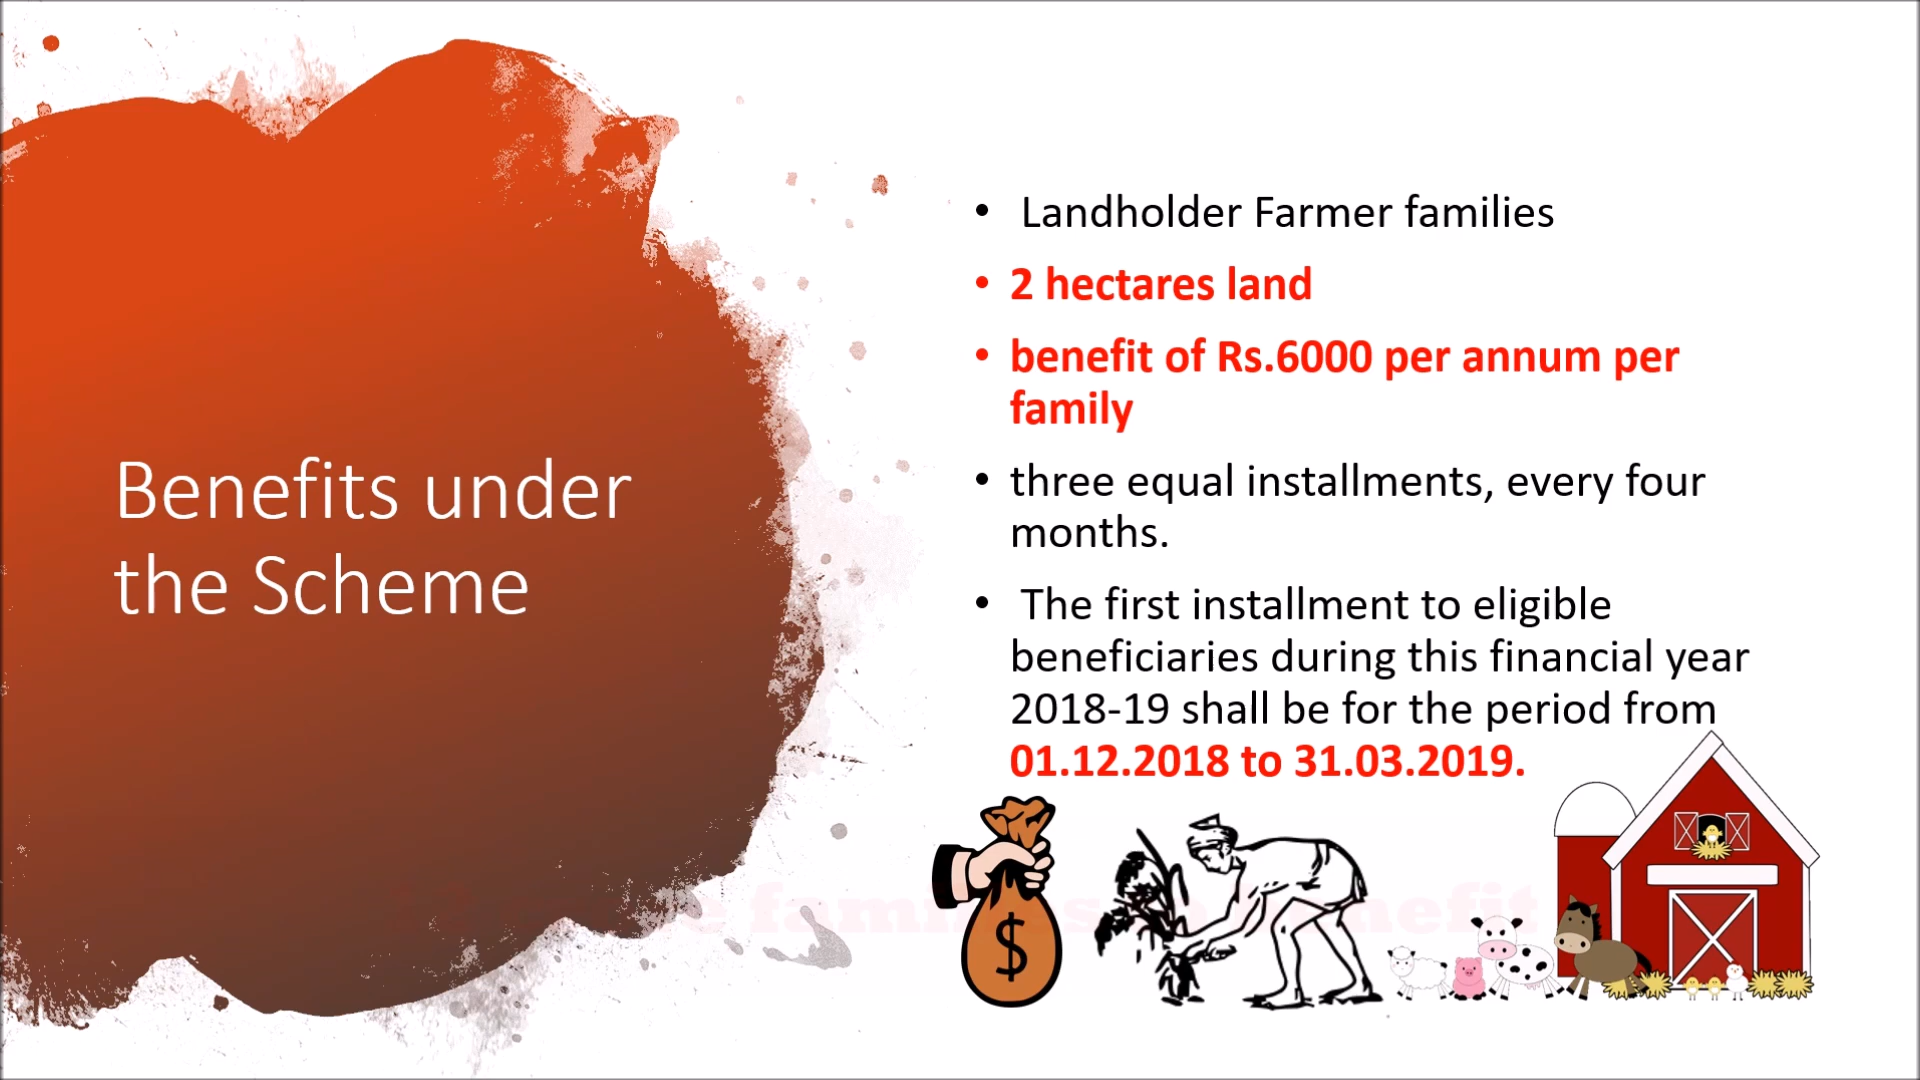 Benefits under
the Scheme
• Landholder Farmer families
• 2 hectares land
• benefit of Rs.6000 per annum per
family
• three equal installments, every four
months.
• The first installment to eligible
beneficiaries during this financial year
2018-19 shall be for the period from
01.12.2018 to 31.03.2019.
$